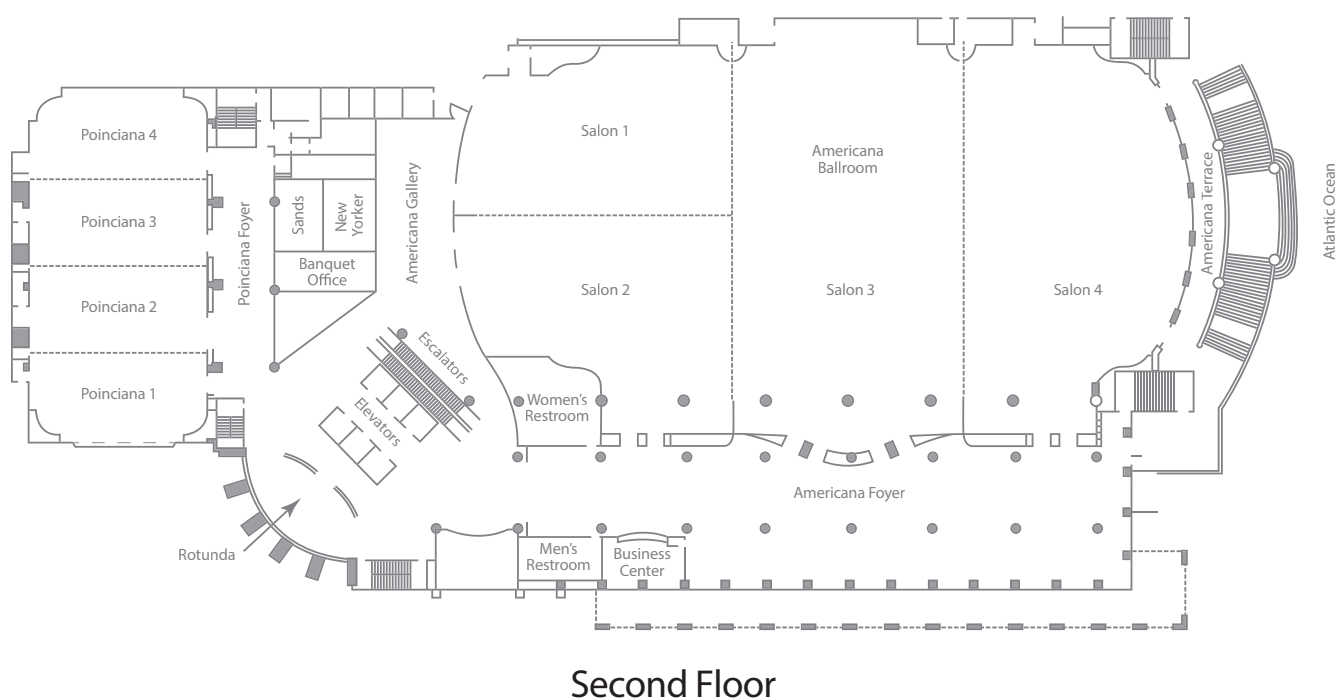 Poinciana 4
Poinciana 3
Poinciana 2
Poinciana 1
Poinciana Foyer
Sands
New
Yorker
Banquet
Office
Americana Gallery
Escalators
Elevators
Rotunda
Salon 1
Salon 2
Americana
Ballroom
Salon 3
Salon 4
Americana Terrace
Atlantic Ocean
Women's
Restroom
Americana Foyer
Men's
Restroom
Business
Center
Second Floor